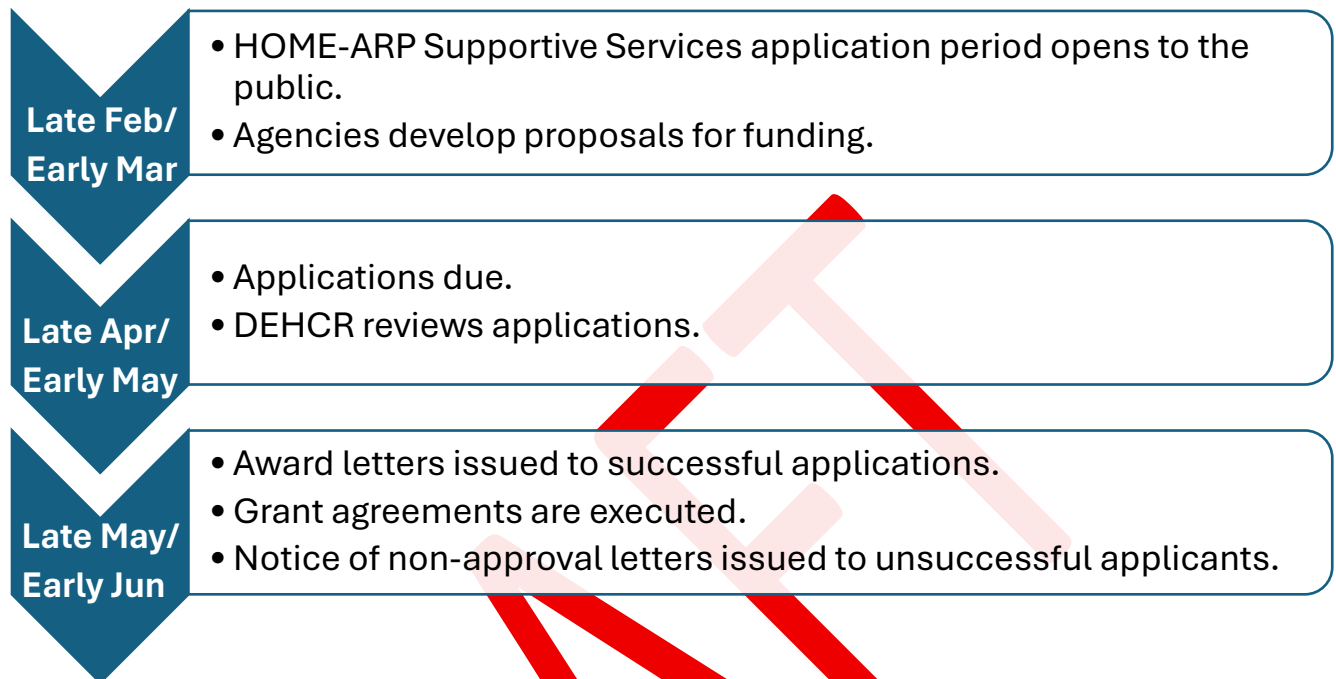 Late Feb/
Early Mar
• HOME-ARP Supportive Services application period opens to the
public.
• Agencies develop proposals for funding.
Late Apr/
Early May
• Applications due.
• DEHCR reviews applications.
Late May/
Early Jun
• Award letters issued to successful applications.
• Grant agreements are executed.
• Notice of non-approval letters issued to unsuccessful applicants.